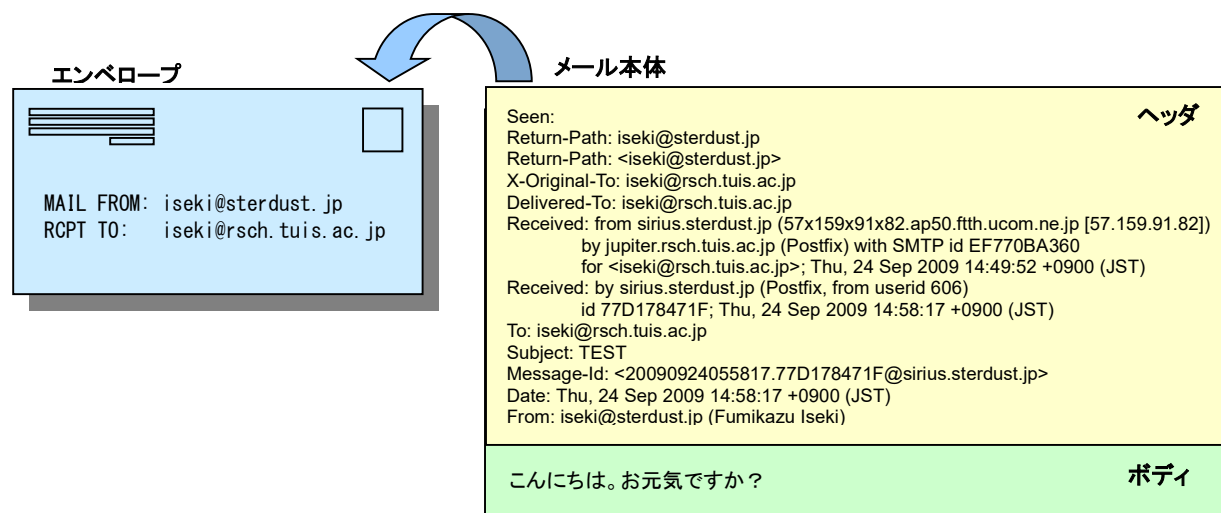 エンベロープ
MAIL FROM: iseki@sterdust.jp
RCPT TO: iseki@rsch.tuis.ac.jp
メール本体
ヘッダ
Seen:
Return-Path: iseki@sterdust.jp
Return-Path: <iseki@sterdust.jp>
X-Original-To: iseki@rsch.tuis.ac.jp
Delivered-To: iseki@rsch.tuis.ac.jp
Received: from sirius.sterdust.jp (57x159x91x82.ap50.ftth.ucom.ne.jp [57.159.91.82])
by jupiter.rsch.tuis.ac.jp (Postfix) with SMTP id EF770BA360
for <iseki@rsch.tuis.ac.jp>; Thu, 24 Sep 2009 14:49:52 +0900 (JST)
Received: by sirius.sterdust.jp (Postfix, from userid 606)
id 77D178471F; Thu, 24 Sep 2009 14:58:17 +0900 (JST)
To: iseki@rsch.tuis.ac.jp
Subject: TEST
Message-Id: <20090924055817.77D178471F@sirius.sterdust.jp>
Date: Thu, 24 Sep 2009 14:58:17 +0900 (JST)
From: iseki@sterdust.jp (Fumikazu Iseki)
こんにちは。お元気ですか？
ボディ